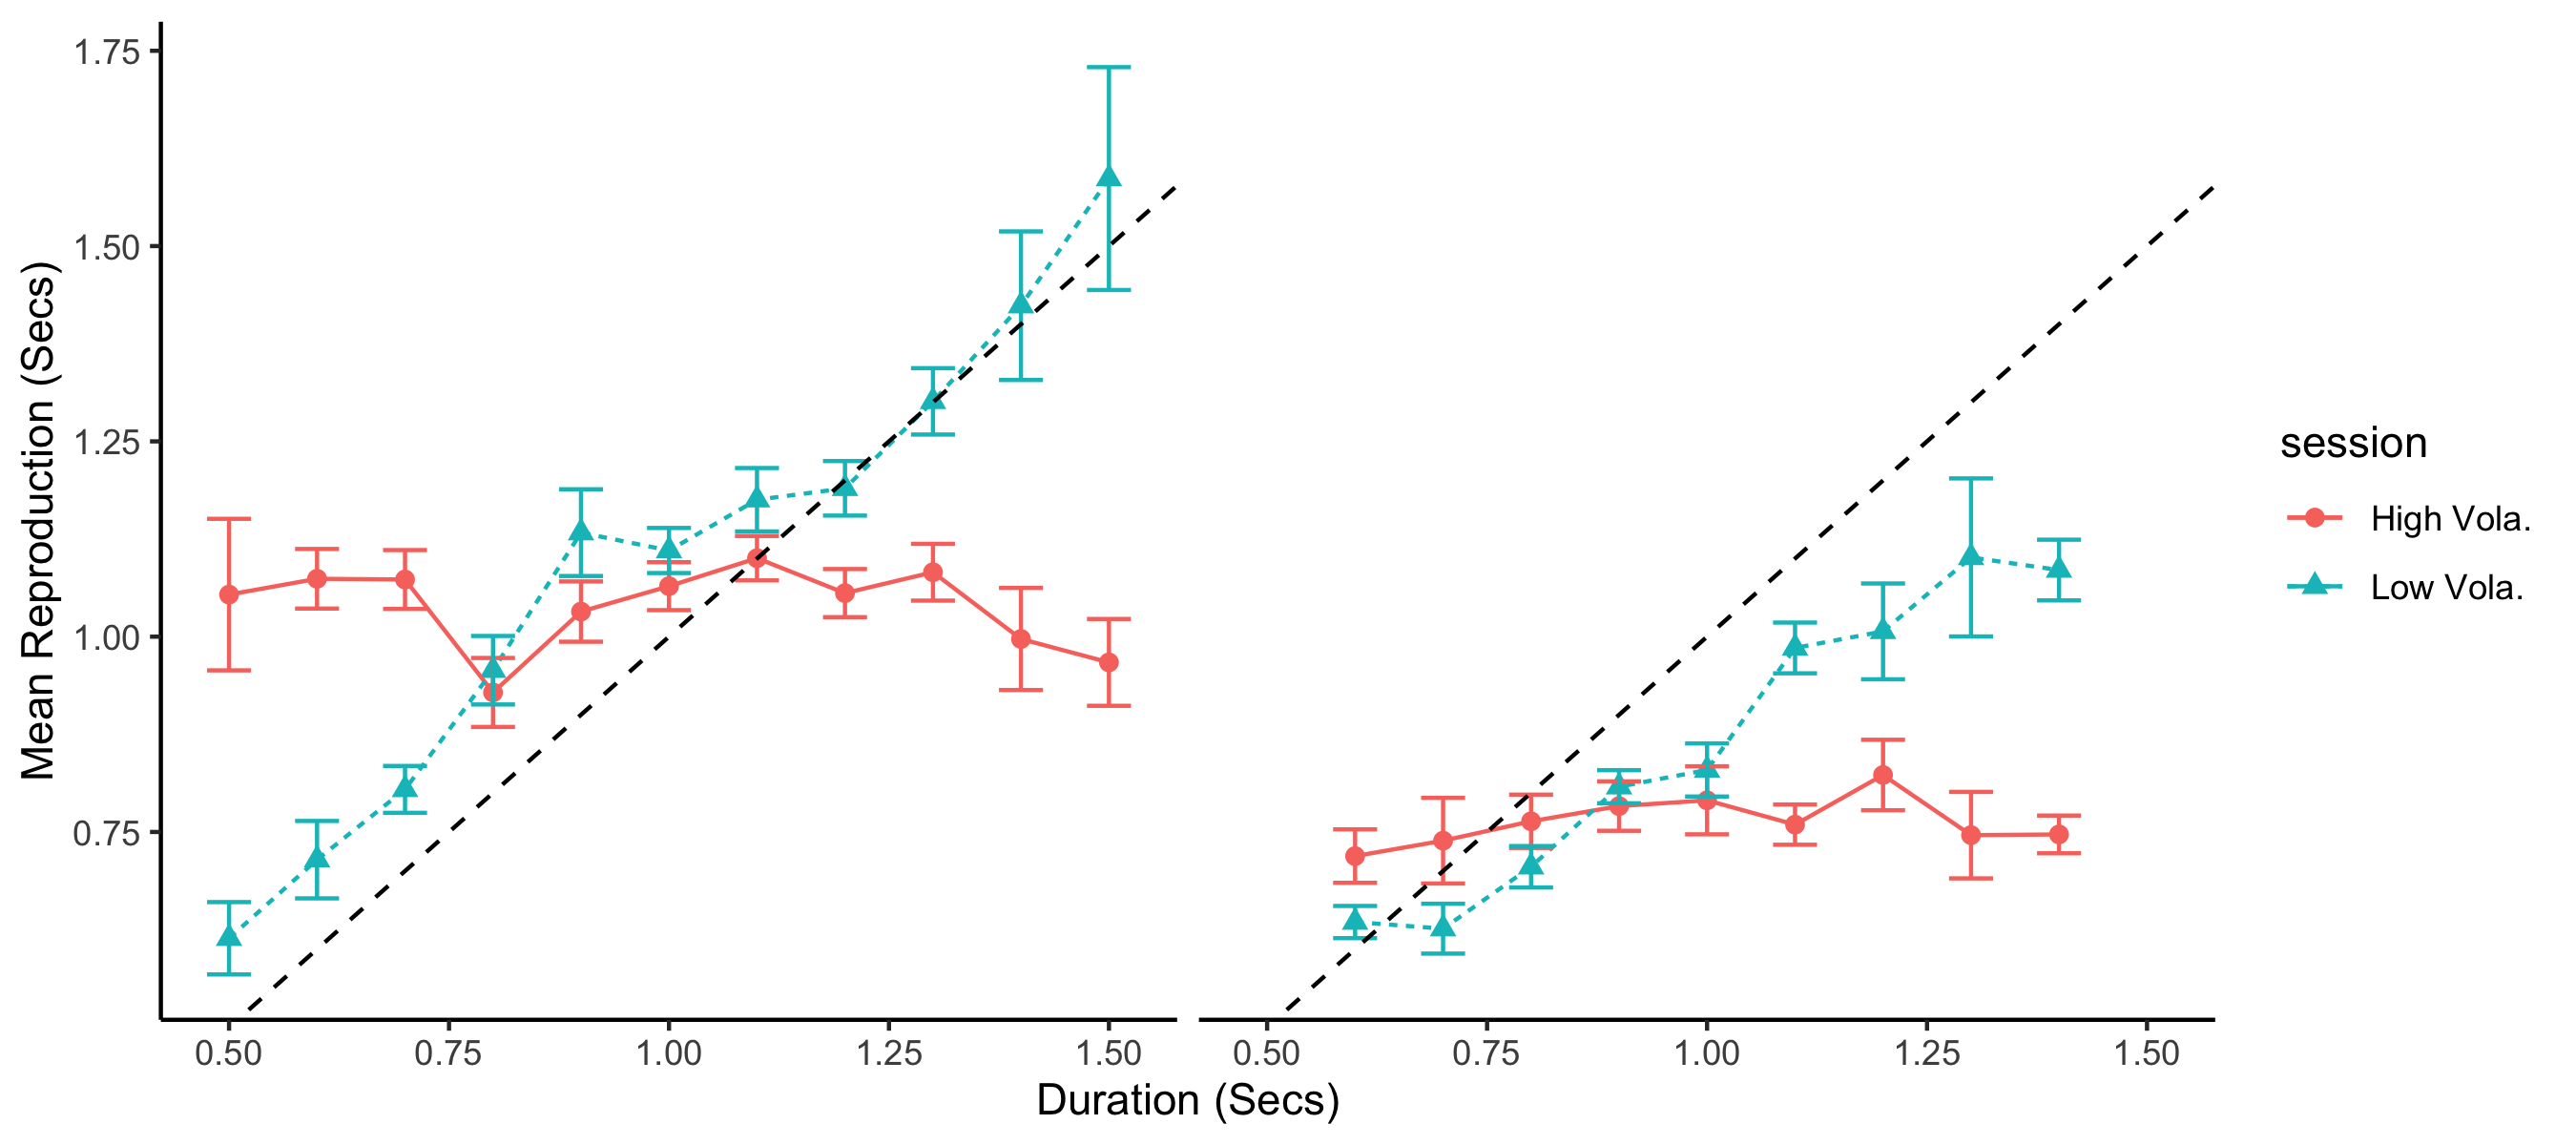 Mean Reproduction (Secs)
1.75
1.50
1.25
1.00
0.75
0.50 0.75 1.00 1.25 1.50
0.50 0.75 1.00 1.25 1.50
Duration (Secs)
session
High Vola.
Low Vola.